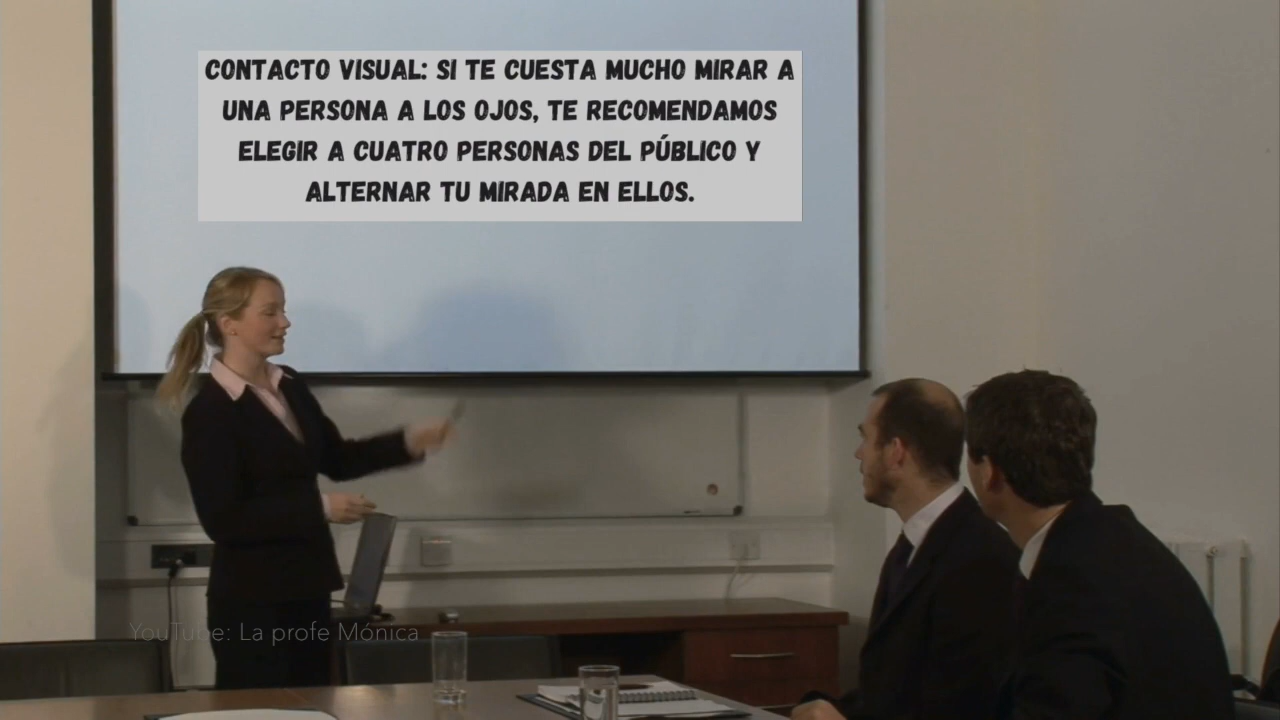 CONTACTO VISUAL: SI TE CUESTA MUCHO MIRAR A
UNA PERSONA A LOS OJOS, TE RECOMENDAMOS
ELEGIR A CUATRO PERSONAS DEL PÚBLICO Y
ALTERNAR TU MIRADA EN ELLOS.
YouTube: La profe Mónica